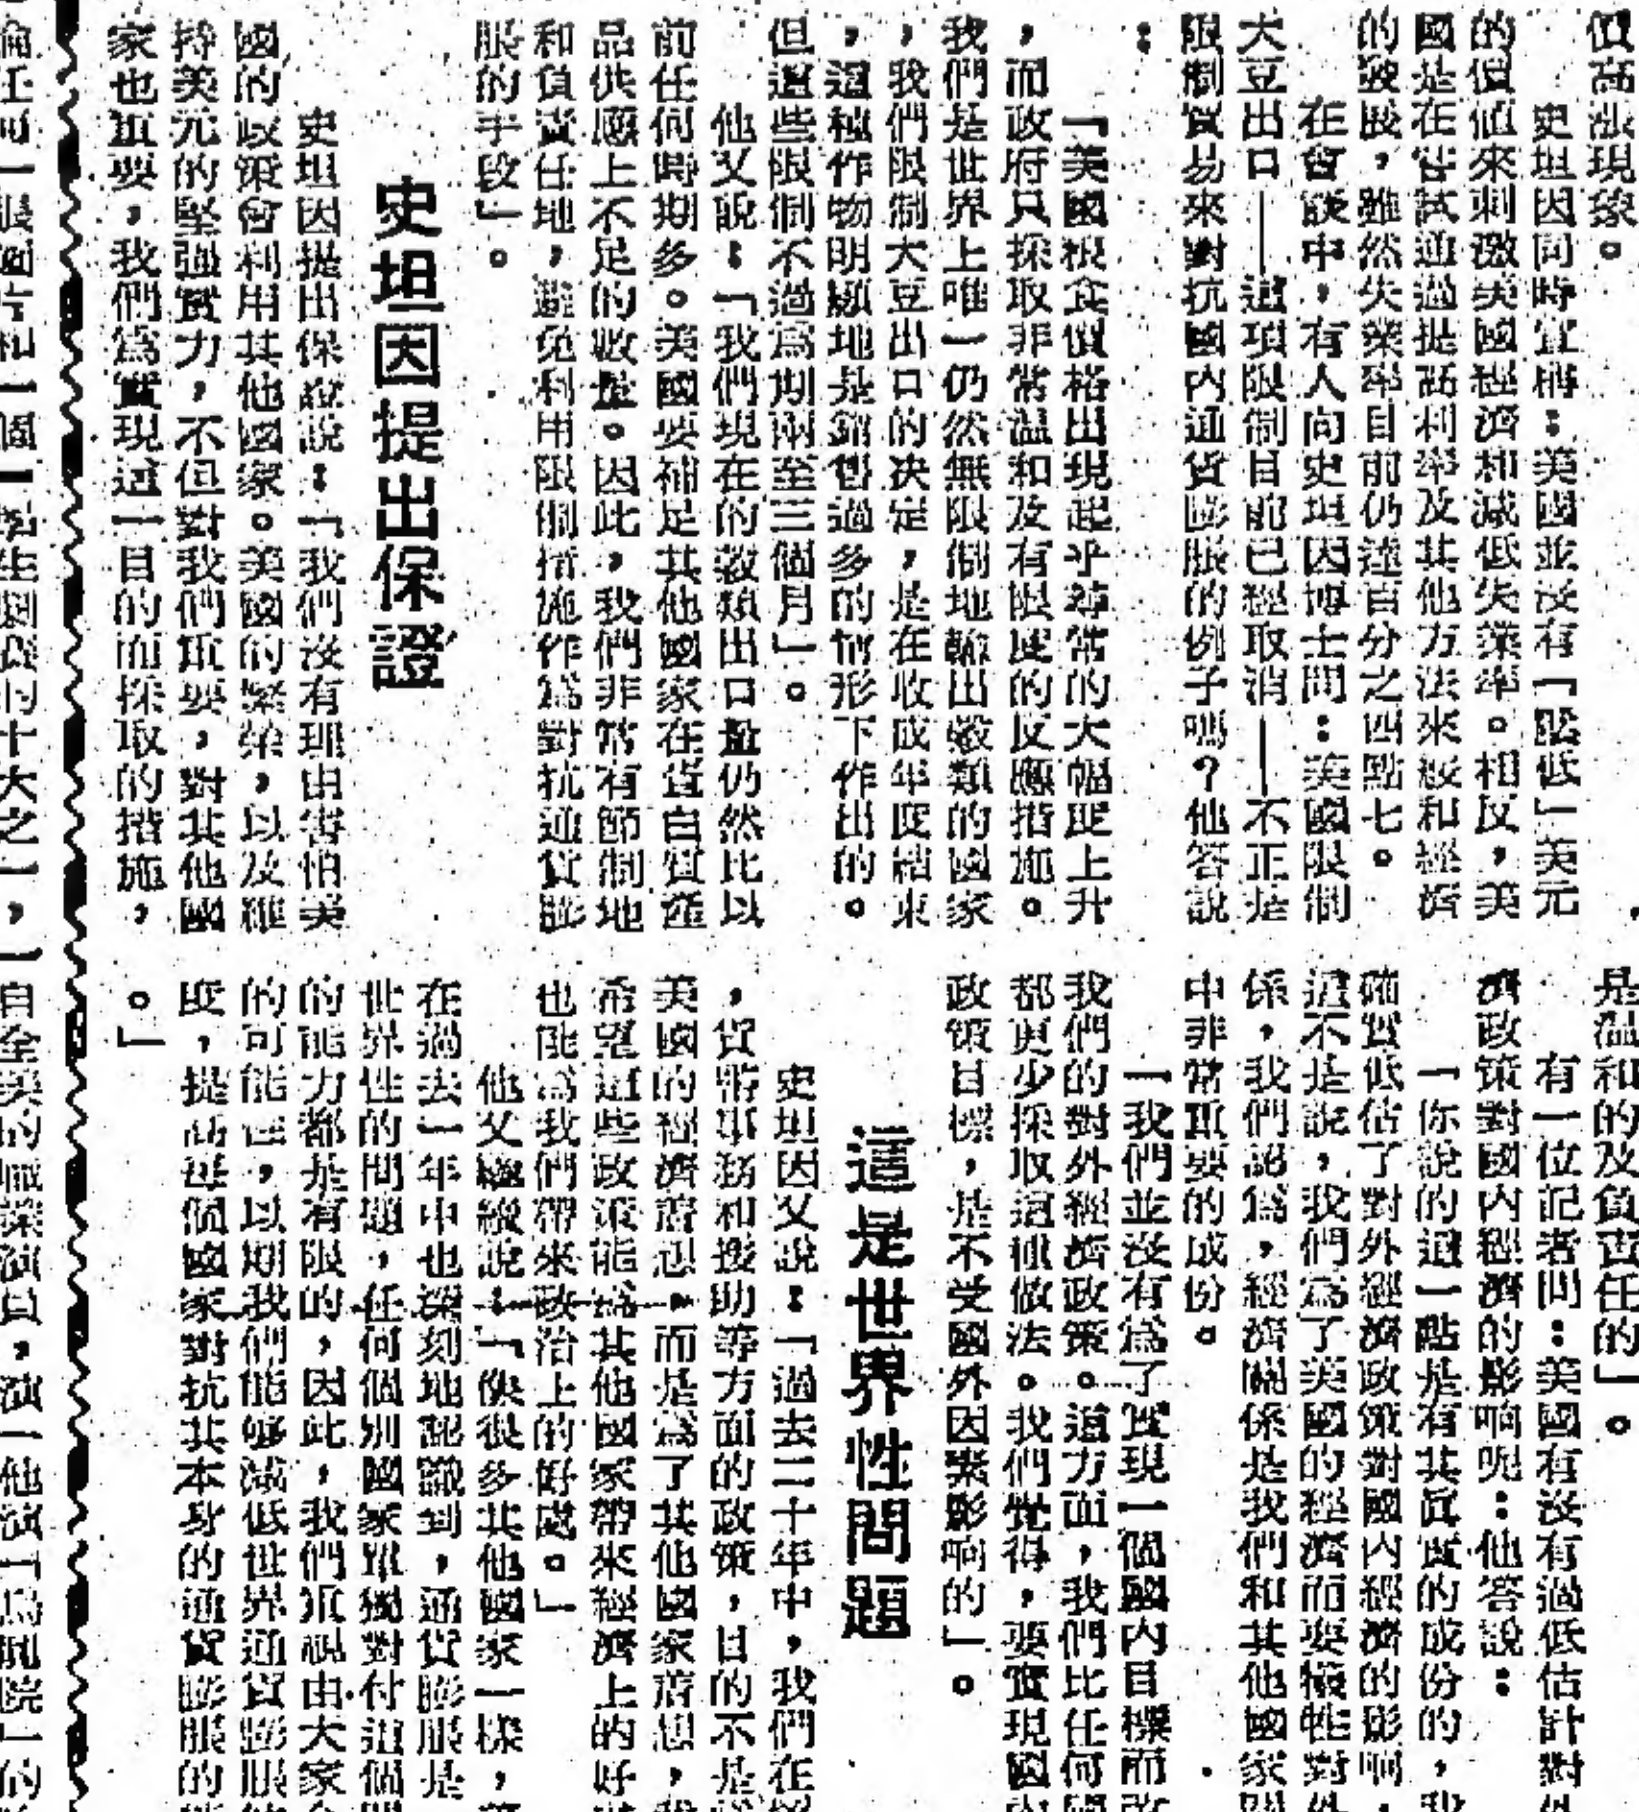 價高漲現象。
史坦因同時宣稱：美國並沒有「貶低」美元
的價值來刺激美國經濟和減低失業率。相反，美
國是在嘗試通過提高利率及其他方法來緩和經濟
的發展，雖然失業率目前仍達百分之四點七。
在會談中，有人向史坦因博士問：美國限制
大豆出口——這項限制目前已經取消——不正是
限制貿易來對抗國內通貨膨脹的例子嗎？他答說
：
「美國粮食價格出現起乎尋常的大幅度上升
，而政府只採取非常温和及有限度的反應措施。
我們是世界上唯一仍然無限制地輸出穀類的國家
，我們限制大豆出口的决定，是在收成年度結束
，這種作物明顯地是銷售過多的情形下作出的。
但這些限制不過為期兩至三個月」。
他又說：「我們現在的穀類出口量仍然比以
前任何時期多。美國要補足其他國家在這自質產
品供應上不足的數量。因此，我們非常有節制地
和負責任地，避免利用限制措施作為對抗通貨膨
脹的手段」。
史坦因提出保證
史坦因提出保證說：「我們沒有理由害怕美
國的政策會利用其他國家。美國的繁榮，以及維
持美元的堅强實力，不但對我們重要，對其他國
家也重要，我們為實現這一目的而採取的措施，
是温和的及負責任的」。
有一位記者問：美國有沒有過低估計對外
濟政策對國內經濟的影响呢：他答說：
「你說的這一點是有其真實的成份的，我
確實低估了對外經濟政策對國內經濟的影响，
這不是說，我們為了美國的經濟而要犧牲對外
係，我們認為，經濟關係是我們和其他國家關
中非常重要的成份。
「我們並沒有為了實現一個國內目標而改
我們的對外經濟政策。這方面，我們比任何國
都更少採取這種做法。我們覺得，要實現國內
政策目標，是不受國外因素影响的」。
這是世界性問題
史坦因又說：「過去二十年中，我們在
，貨幣事務和援助等方面的政策，目的不是
美國的經濟着想，而是為了其他國家着想，我
希望這些政策能為其他國家帶來經濟上的好
也能為我們帶來政治上的好處。」
他又繼續說：「像很多其他國家一樣，
在過去一年中也深刻地認識到，通貨膨脹是
世界性的問題，任何個別國家單獨對付這個
的能力都是有限的，因此，我們重視由大家
的可能性，以期我們能够減低世界通貨膨脹
度，提高每個國家對抗其本身的通貨膨脹的
。」